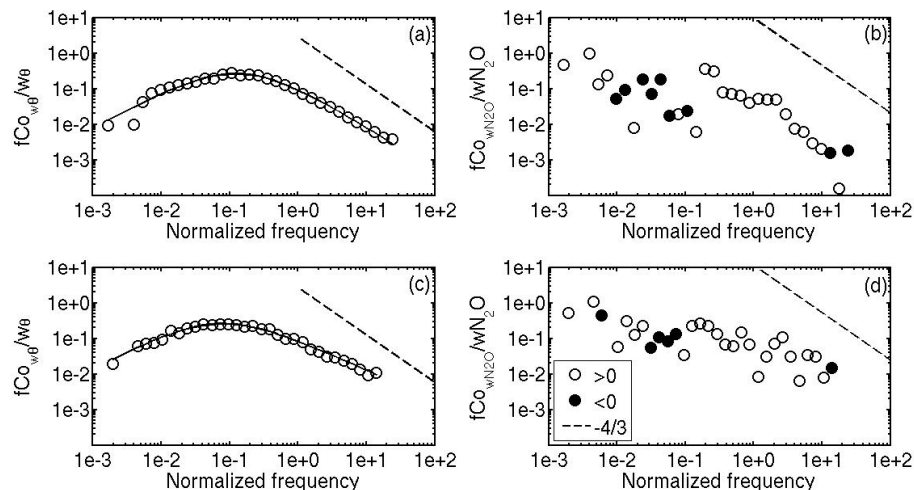 1e+1
1e+0
1e-1
1e-2
1e-3
1e-3 1e-2 1e-1 1e+0 1e+1 1e+2
Normalized frequency
fCowθ/wθ
(a)
1e+1
1e+0
1e-1
1e-2
1e-3
1e-3 1e-2 1e-1 1e+0 1e+1 1e+2
Normalized frequency
fCowN2O/wN2O
(b)
1e+1
1e+0
1e-1
1e-2
1e-3
1e-3 1e-2 1e-1 1e+0 1e+1 1e+2
Normalized frequency
fCowθ/wθ
(c)
1e+1
1e+0
1e-1
1e-2
1e-3
1e-3 1e-2 1e-1 1e+0 1e+1 1e+2
Normalized frequency
fCowN2O/wN2O
(d)
>0
<0
-4/3